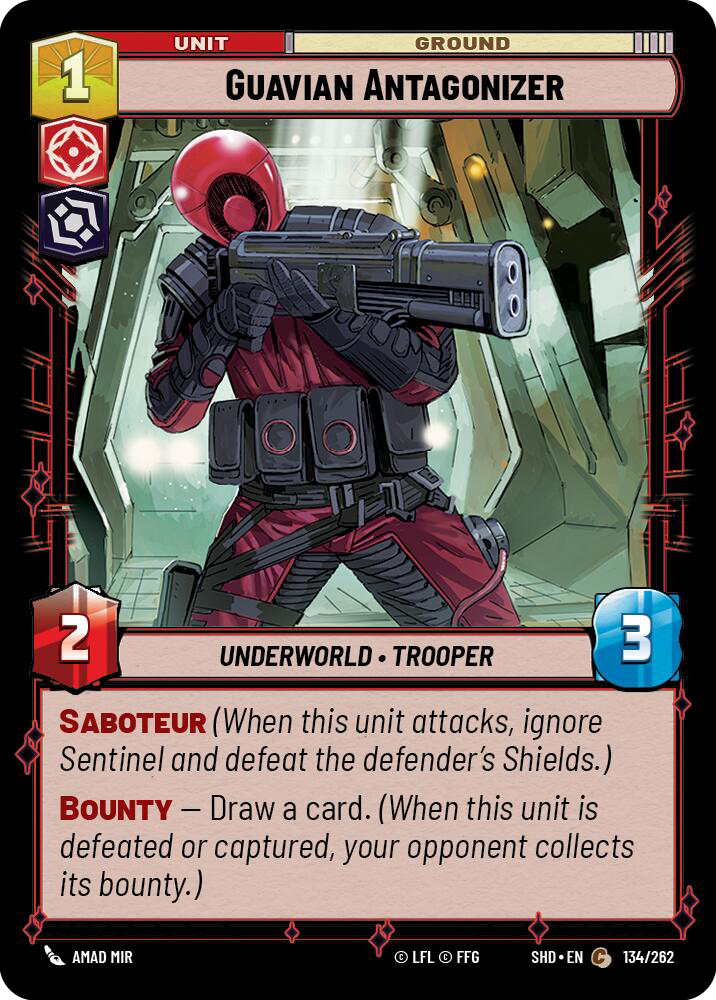 UNIT
GROUND
1
GUAVIAN ANTAGONIZER
2
UNDERWORLD • TROOPER
3
SABOTEUR (When this unit attacks, ignore
Sentinel and defeat the defender's Shields.)
BOUNTY — Draw a card. (When this unit is
defeated or captured, your opponent collects
its bounty.)
AMAD MIR
© LFL © FFG
SHD • EN C 134/262